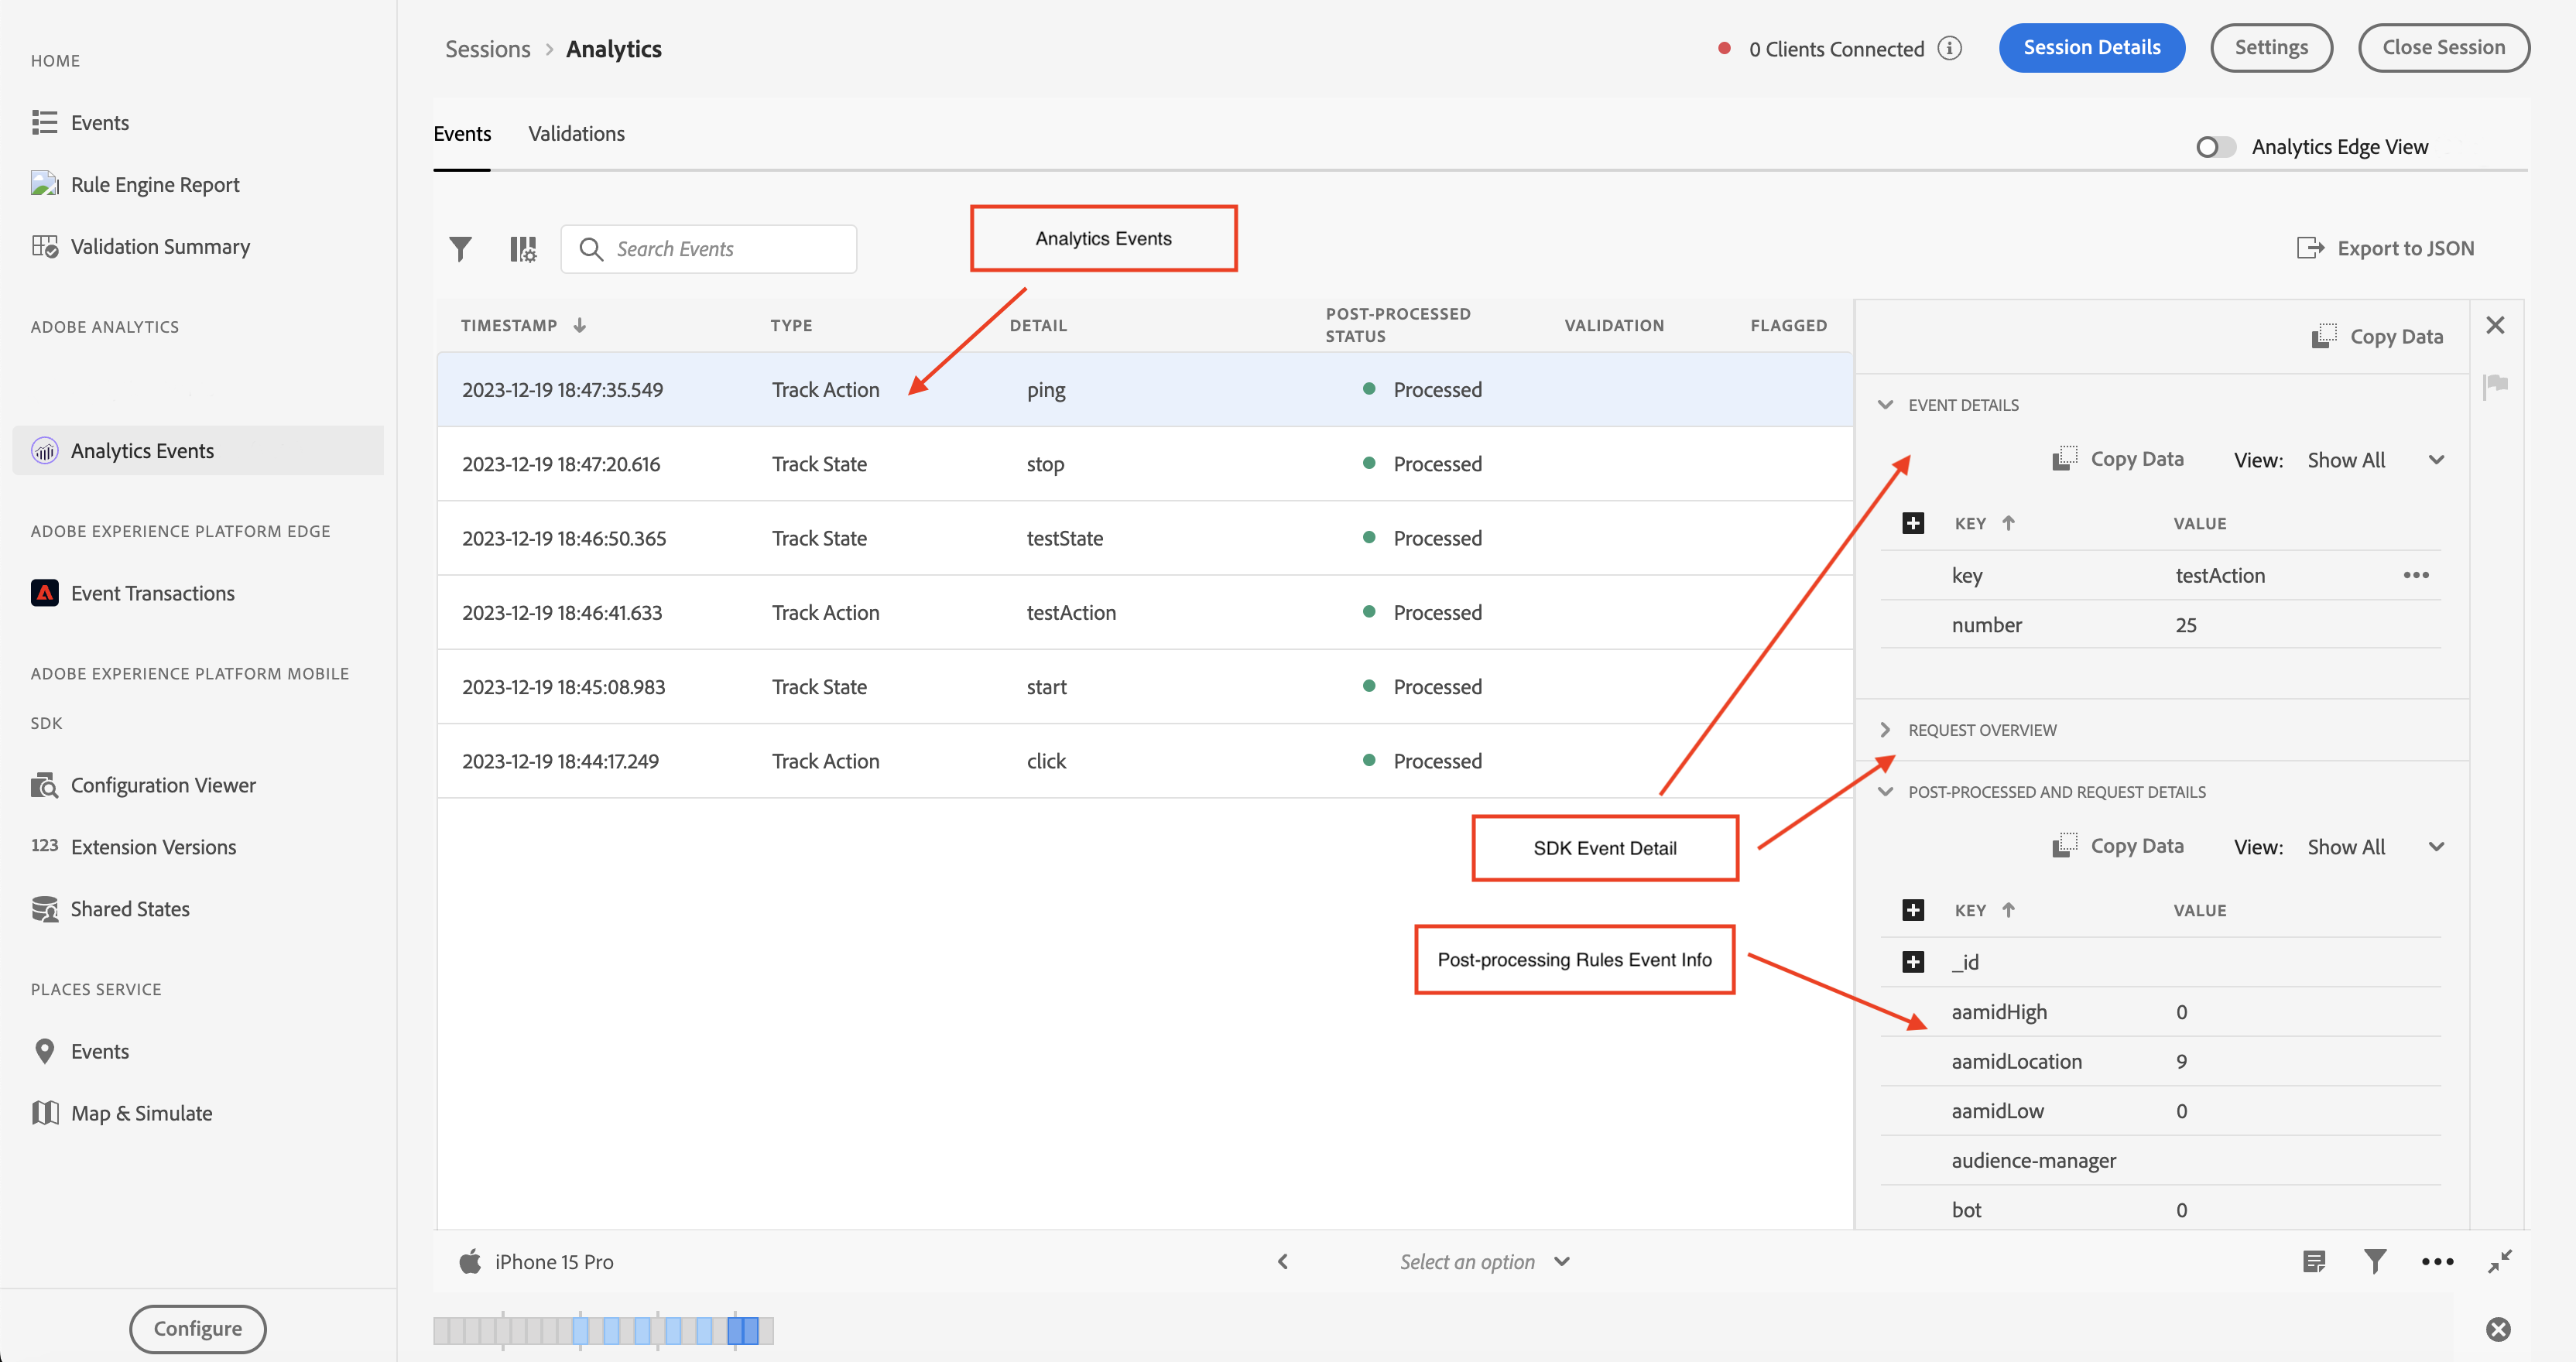 HOME
Events
Rule Engine Report
Validation Summary
ADOBE ANALYTICS
Analytics Events
ADOBE EXPERIENCE PLATFORM EDGE
Event Transactions
ADOBE EXPERIENCE PLATFORM MOBILE
SDK
Configuration Viewer
123 Extension Versions
Shared States
PLACES SERVICE
Events
Map & Simulate
Configure
Sessions > Analytics
0 Clients Connected
Session Details
Settings
Close Session
Events Validations
Analytics Edge View
Search Events
Analytics Events
Export to JSON
TIMESTAMP TYPE DETAIL POST-PROCESSED STATUS VALIDATION FLAGGED
2023-12-19 18:47:35.549 Track Action ping Processed
2023-12-19 18:47:20.616 Track State stop Processed
2023-12-19 18:46:50.365 Track State testState Processed
2023-12-19 18:46:41.633 Track Action testAction Processed
2023-12-19 18:45:08.983 Track State start Processed
2023-12-19 18:44:17.249 Track Action click Processed
SDK Event Detail
Post-processing Rules Event Info
Copy Data
EVENT DETAILS
Copy Data View: Show All
KEY VALUE
key testAction
number 25
REQUEST OVERVIEW
POST-PROCESSED AND REQUEST DETAILS
Copy Data View: Show All
KEY VALUE
_id
aamidHigh 0
aamidLocation 9
aamidLow 0
audience-manager
bot 0
iPhone 15 Pro
Select an option